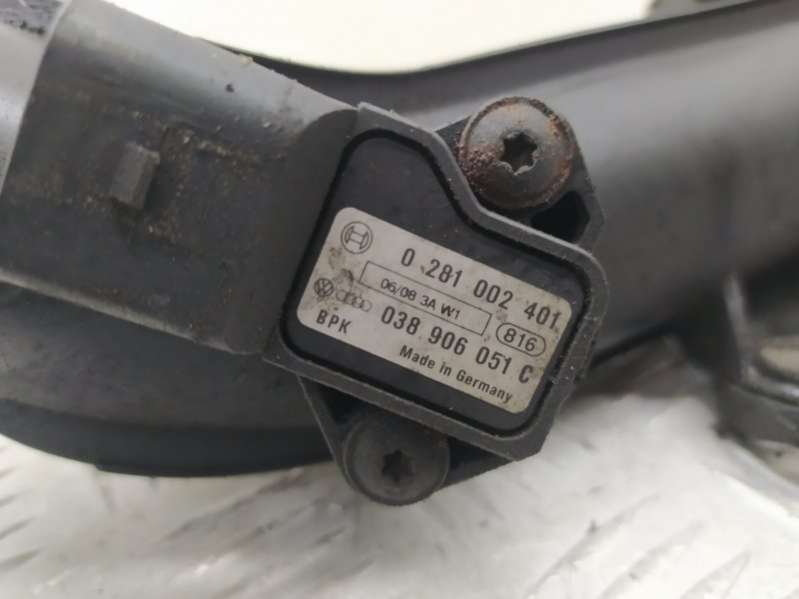 0 281 002 401
06/08 3A W1
816
038 906 051 C
BPK
Made in Germany